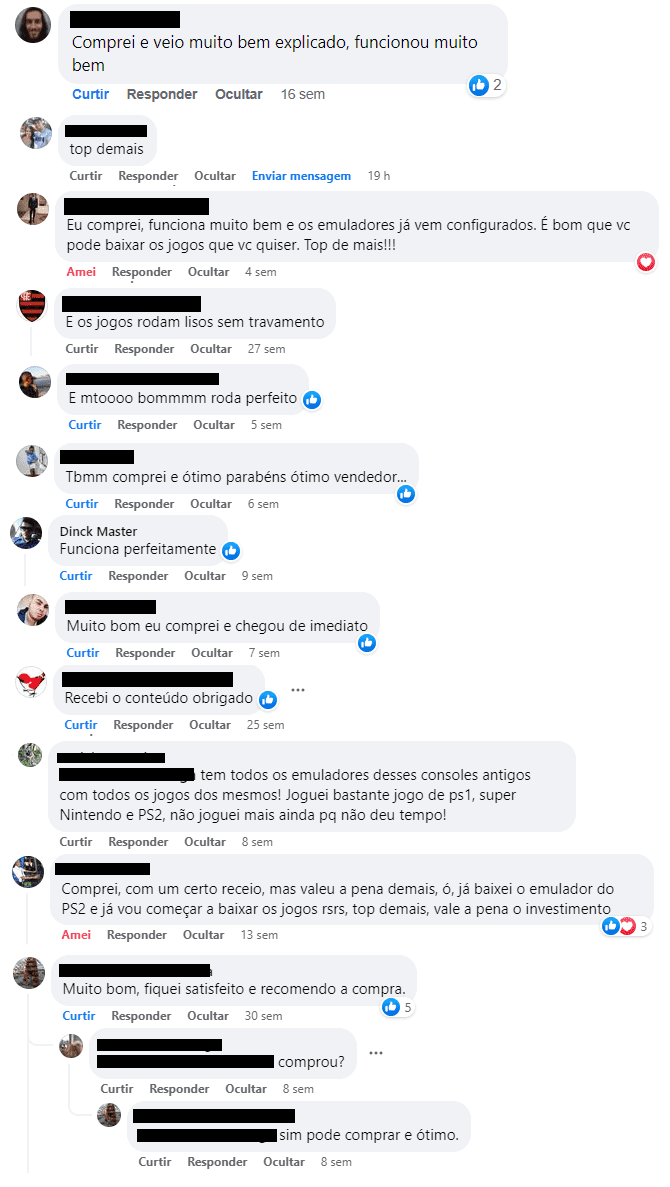 Comprei e veio muito bem explicado, funcionou muito
bem
2
Curtir Responder Ocultar 16 sem
top demais
Curtir Responder Ocultar Enviar mensagem 19 h
Eu comprei, funciona muito bem e os emuladores já vem configurados. É bom que vc
pode baixar os jogos que vc quiser. Top de mais!!!
Amei Responder Ocultar 4 sem
E os jogos rodam lisos sem travamento
Curtir Responder Ocultar 27 sem
E mtoooo bommmm roda perfeito
Curtir Responder Ocultar 5 sem
Tbmm comprei e ótimo parabéns ótimo vendedor...
Curtir Responder Ocultar 6 sem
Dinck Master
Funciona perfeitamente
Curtir Responder Ocultar 9 sem
Muito bom eu comprei e chegou de imediato
Curtir Responder Ocultar 7 sem
Recebi o conteúdo obrigado
Curtir Responder Ocultar 25 sem
tem todos os emuladores desses consoles antigos
com todos os jogos dos mesmos! Joguei bastante jogo de ps1, super
Nintendo e PS2, não joguei mais ainda pq não deu tempo!
Curtir Responder Ocultar 8 sem
Comprei, com um certo receio, mas valeu a pena demais, ó, já baixei o emulador do
PS2 e já vou começar a baixar os jogos rsrs, top demais, vale a pena o investimento
3
Amei Responder Ocultar 13 sem
Muito bom, fiquei satisfeito e recomendo a compra.
5
Curtir Responder Ocultar 30 sem
comprou?
Curtir Responder Ocultar 8 sem
sim pode comprar e ótimo.
Curtir Responder Ocultar 8 sem